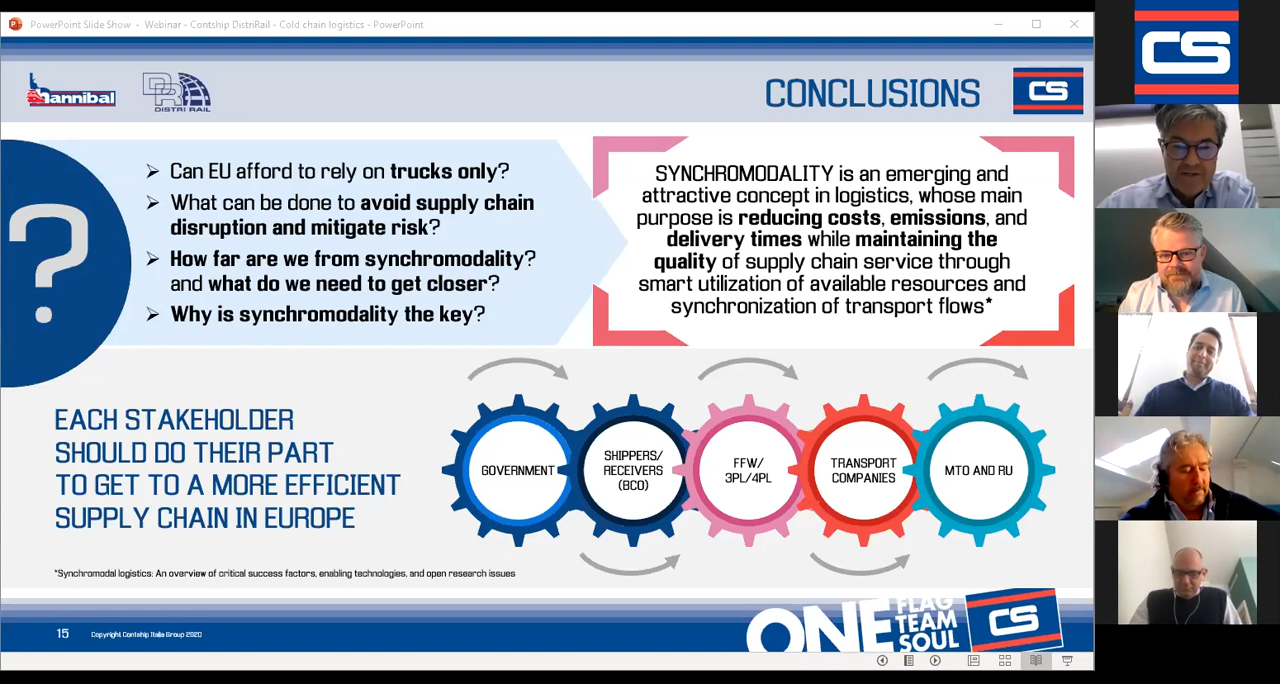 PowerPoint Slide Show - Webinar - Contship DistriRail - Cold chain logistics - PowerPoint
hannibal
DR
DISTRI RAIL
CONCLUSIONS
CS
CS
?
Can EU afford to rely on trucks only?
What can be done to avoid supply chain
disruption and mitigate risk?
How far are we from synchromodality?
and what do we need to get closer?
Why is synchromodality the key?
SYNCHROMODALITY is an emerging and
attractive concept in logistics, whose main
purpose is reducing costs, emissions, and
delivery times while maintaining the
quality of supply chain service through
smart utilization of available resources and
synchronization of transport flows*
EACH STAKEHOLDER
SHOULD DO THEIR PART
TO GET TO A MORE EFFICIENT
SUPPLY CHAIN IN EUROPE
GOVERNMENT
SHIPPERS/
RECEIVERS
(BCO)
FFW/
3PL/4PL
TRANSPORT
COMPANIES
MTO AND RU
*Synchromodal logistics: An overview of critical success factors, enabling technologies, and open research issues
15
Copyright Contship Italia Group 2020
ONE
FLAG
TEAM
SOUL
CS